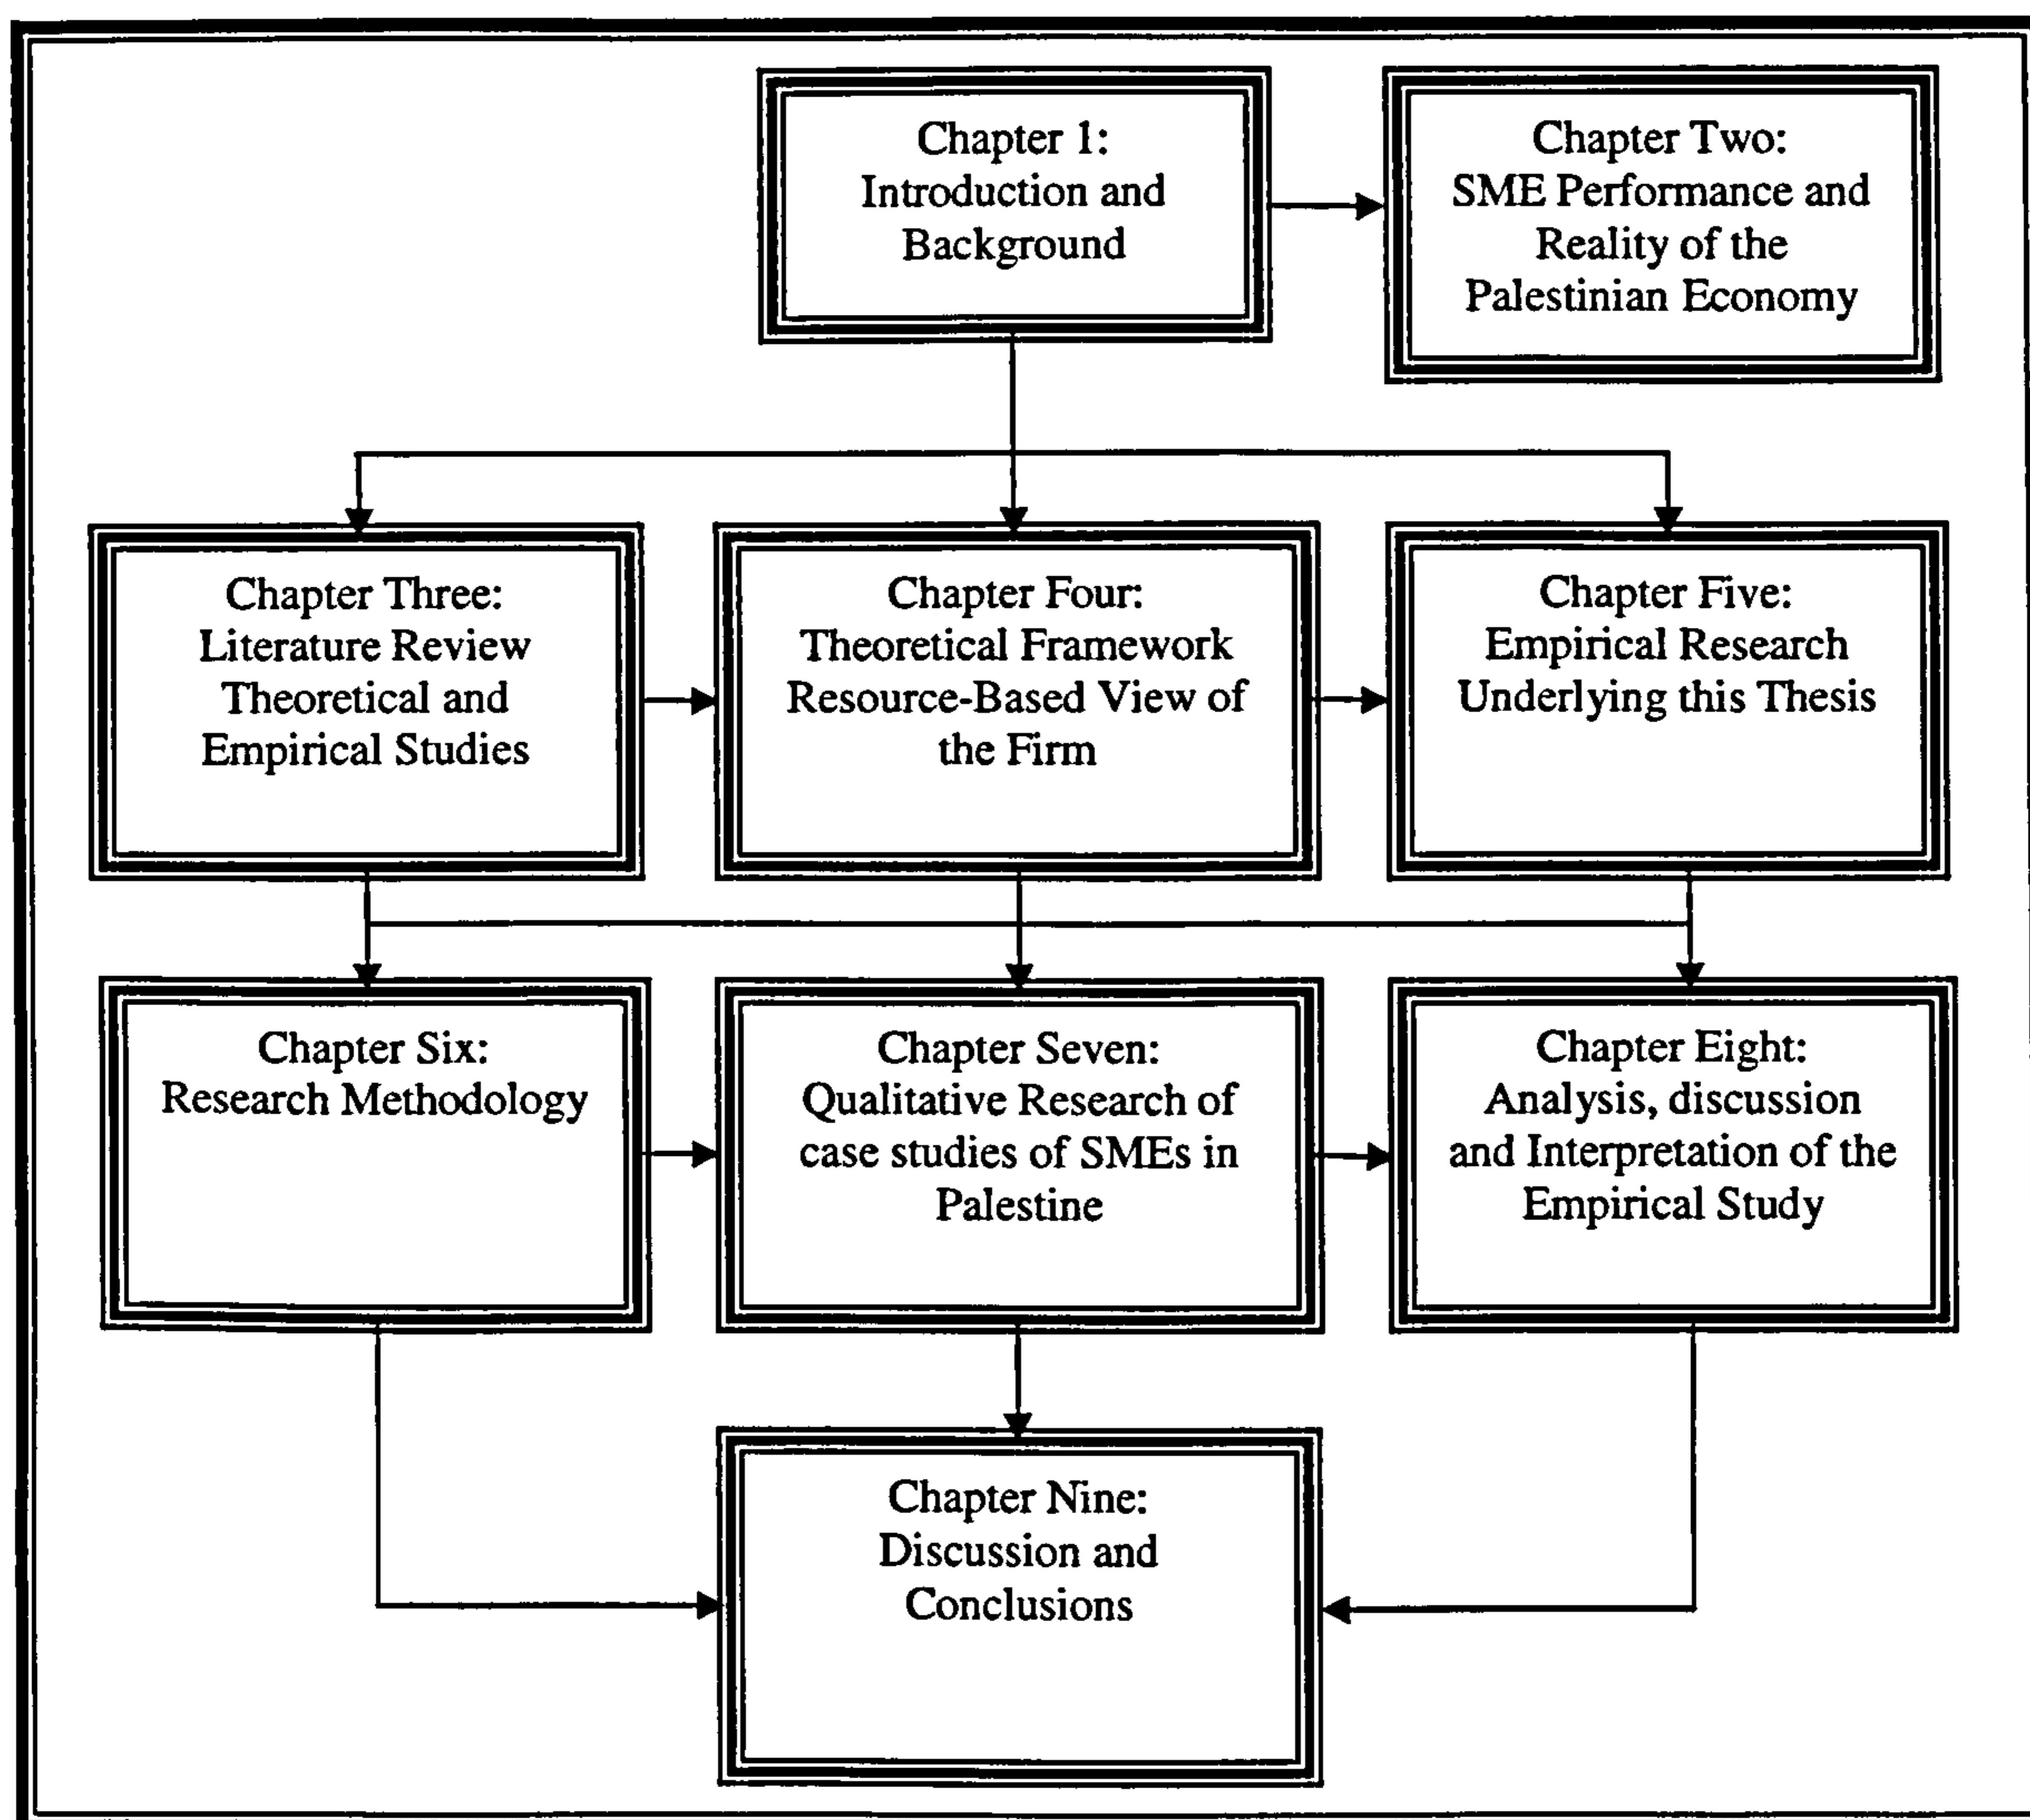 Chapter 1:
Introduction and
Background
Chapter Two:
SME Performance and
Reality of the
Palestinian Economy
Chapter Three:
Literature Review
Theoretical and
Empirical Studies
Chapter Four:
Theoretical Framework
Resource-Based View of
the Firm
Chapter Five:
Empirical Research
Underlying this Thesis
Chapter Six:
Research Methodology
Chapter Seven:
Qualitative Research of
case studies of SMEs in
Palestine
Chapter Eight:
Analysis, discussion
and Interpretation of the
Empirical Study
Chapter Nine:
Discussion and
Conclusions